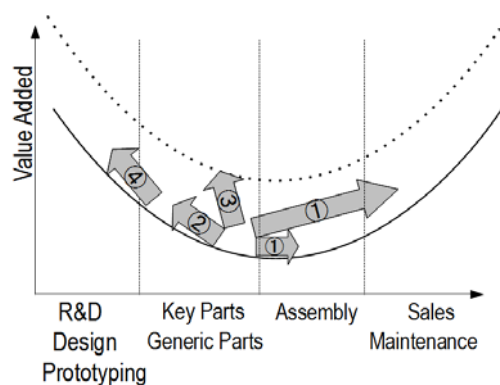 Value Added
④
②
③
①
①
R&D
Design
Prototyping
Key Parts
Generic Parts
Assembly
Sales
Maintenance